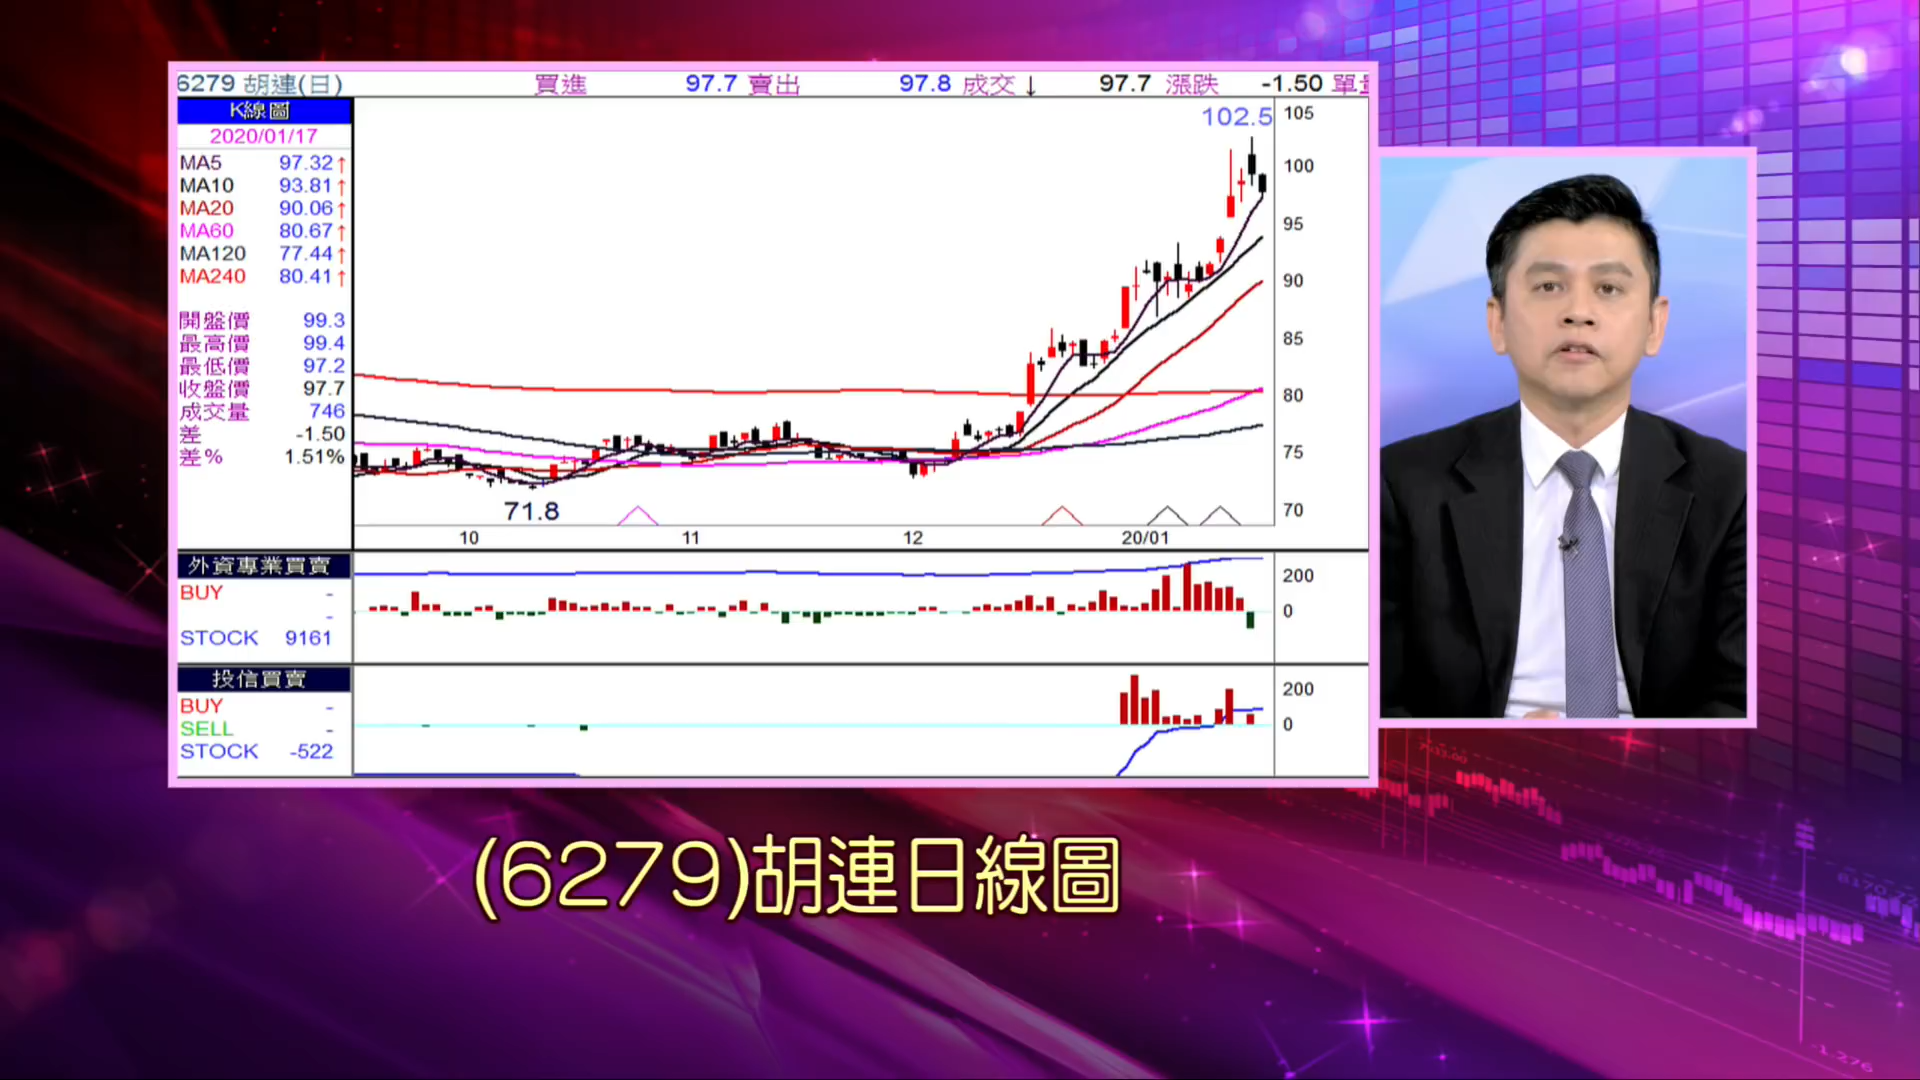 6279 胡連(日) 買進 97.7 賣出 97.8 成交↓ 97.7 漲跌 -1.50
K線圖
2020/01/17
MA5 97.32↑
MA10 93.81↑
MA20 90.06↑
MA60 80.67↑
MA120 77.44↑
MA240 80.41↑
開盤價 99.3
最高價 99.4
最低價 97.2
收盤價 97.7
成交量 746
差 -1.50
差% 1.51%
102.5
71.8
105
100
95
90
85
80
75
70
10 11 12 20/01
外資專業買賣
BUY -
-
STOCK 9161
200
0
投信買賣
BUY -
SELL -
STOCK -522
200
0
(6279)胡連日線圖
-1.276